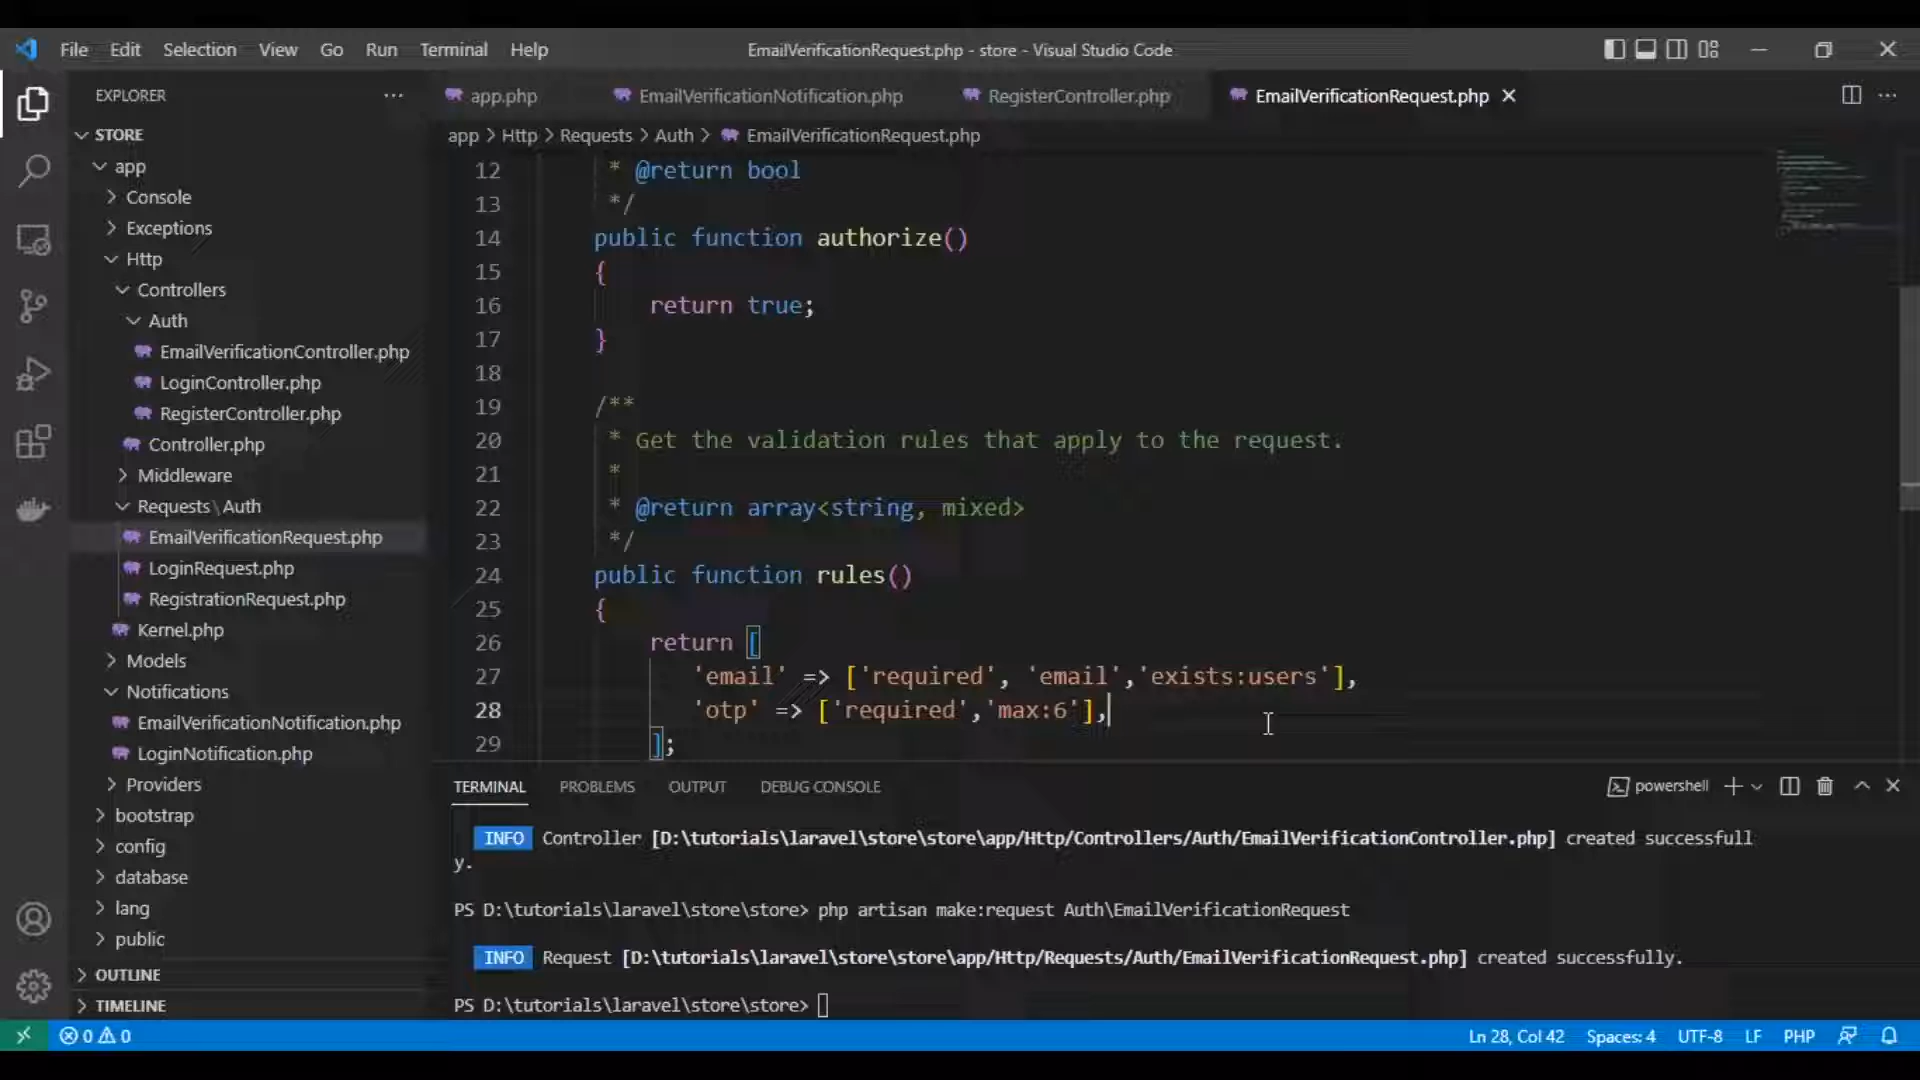 File Edit Selection View Go Run Terminal Help
EmailVerificationRequest.php - store - Visual Studio Code
EXPLORER
STORE
app
Console
Exceptions
Http
Controllers
Auth
EmailVerificationController.php
LoginController.php
RegisterController.php
Controller.php
Middleware
Requests \ Auth
EmailVerificationRequest.php
LoginRequest.php
RegistrationRequest.php
Kernel.php
Models
Notifications
EmailVerificationNotification.php
LoginNotification.php
Providers
bootstrap
config
database
lang
public
OUTLINE
TIMELINE
app.php EmailVerificationNotification.php RegisterController.php EmailVerificationRequest.php
app > Http > Requests > Auth > EmailVerificationRequest.php
12 * @return bool
13 */
14 public function authorize()
15 {
16 return true;
17 }
18
19 /**
20 * Get the validation rules that apply to the request.
21 *
22 * @return array<string, mixed>
23 */
24 public function rules()
25 {
26 return [
27 'email' => ['required', 'email','exists:users'],
28 'otp' => ['required','max:6'],
29 ];
TERMINAL PROBLEMS OUTPUT DEBUG CONSOLE
powershell
INFO Controller [D:\tutorials\laravel\store\store\app/Http/Controllers/Auth/EmailVerificationController.php] created successfull
y.
PS D:\tutorials\laravel\store\store> php artisan make:request Auth\EmailVerificationRequest
INFO Request [D:\tutorials\laravel\store\store\app/Http/Requests/Auth/EmailVerificationRequest.php] created successfully.
PS D:\tutorials\laravel\store\store>
0 0
Ln 28, Col 42 Spaces: 4 UTF-8 LF PHP